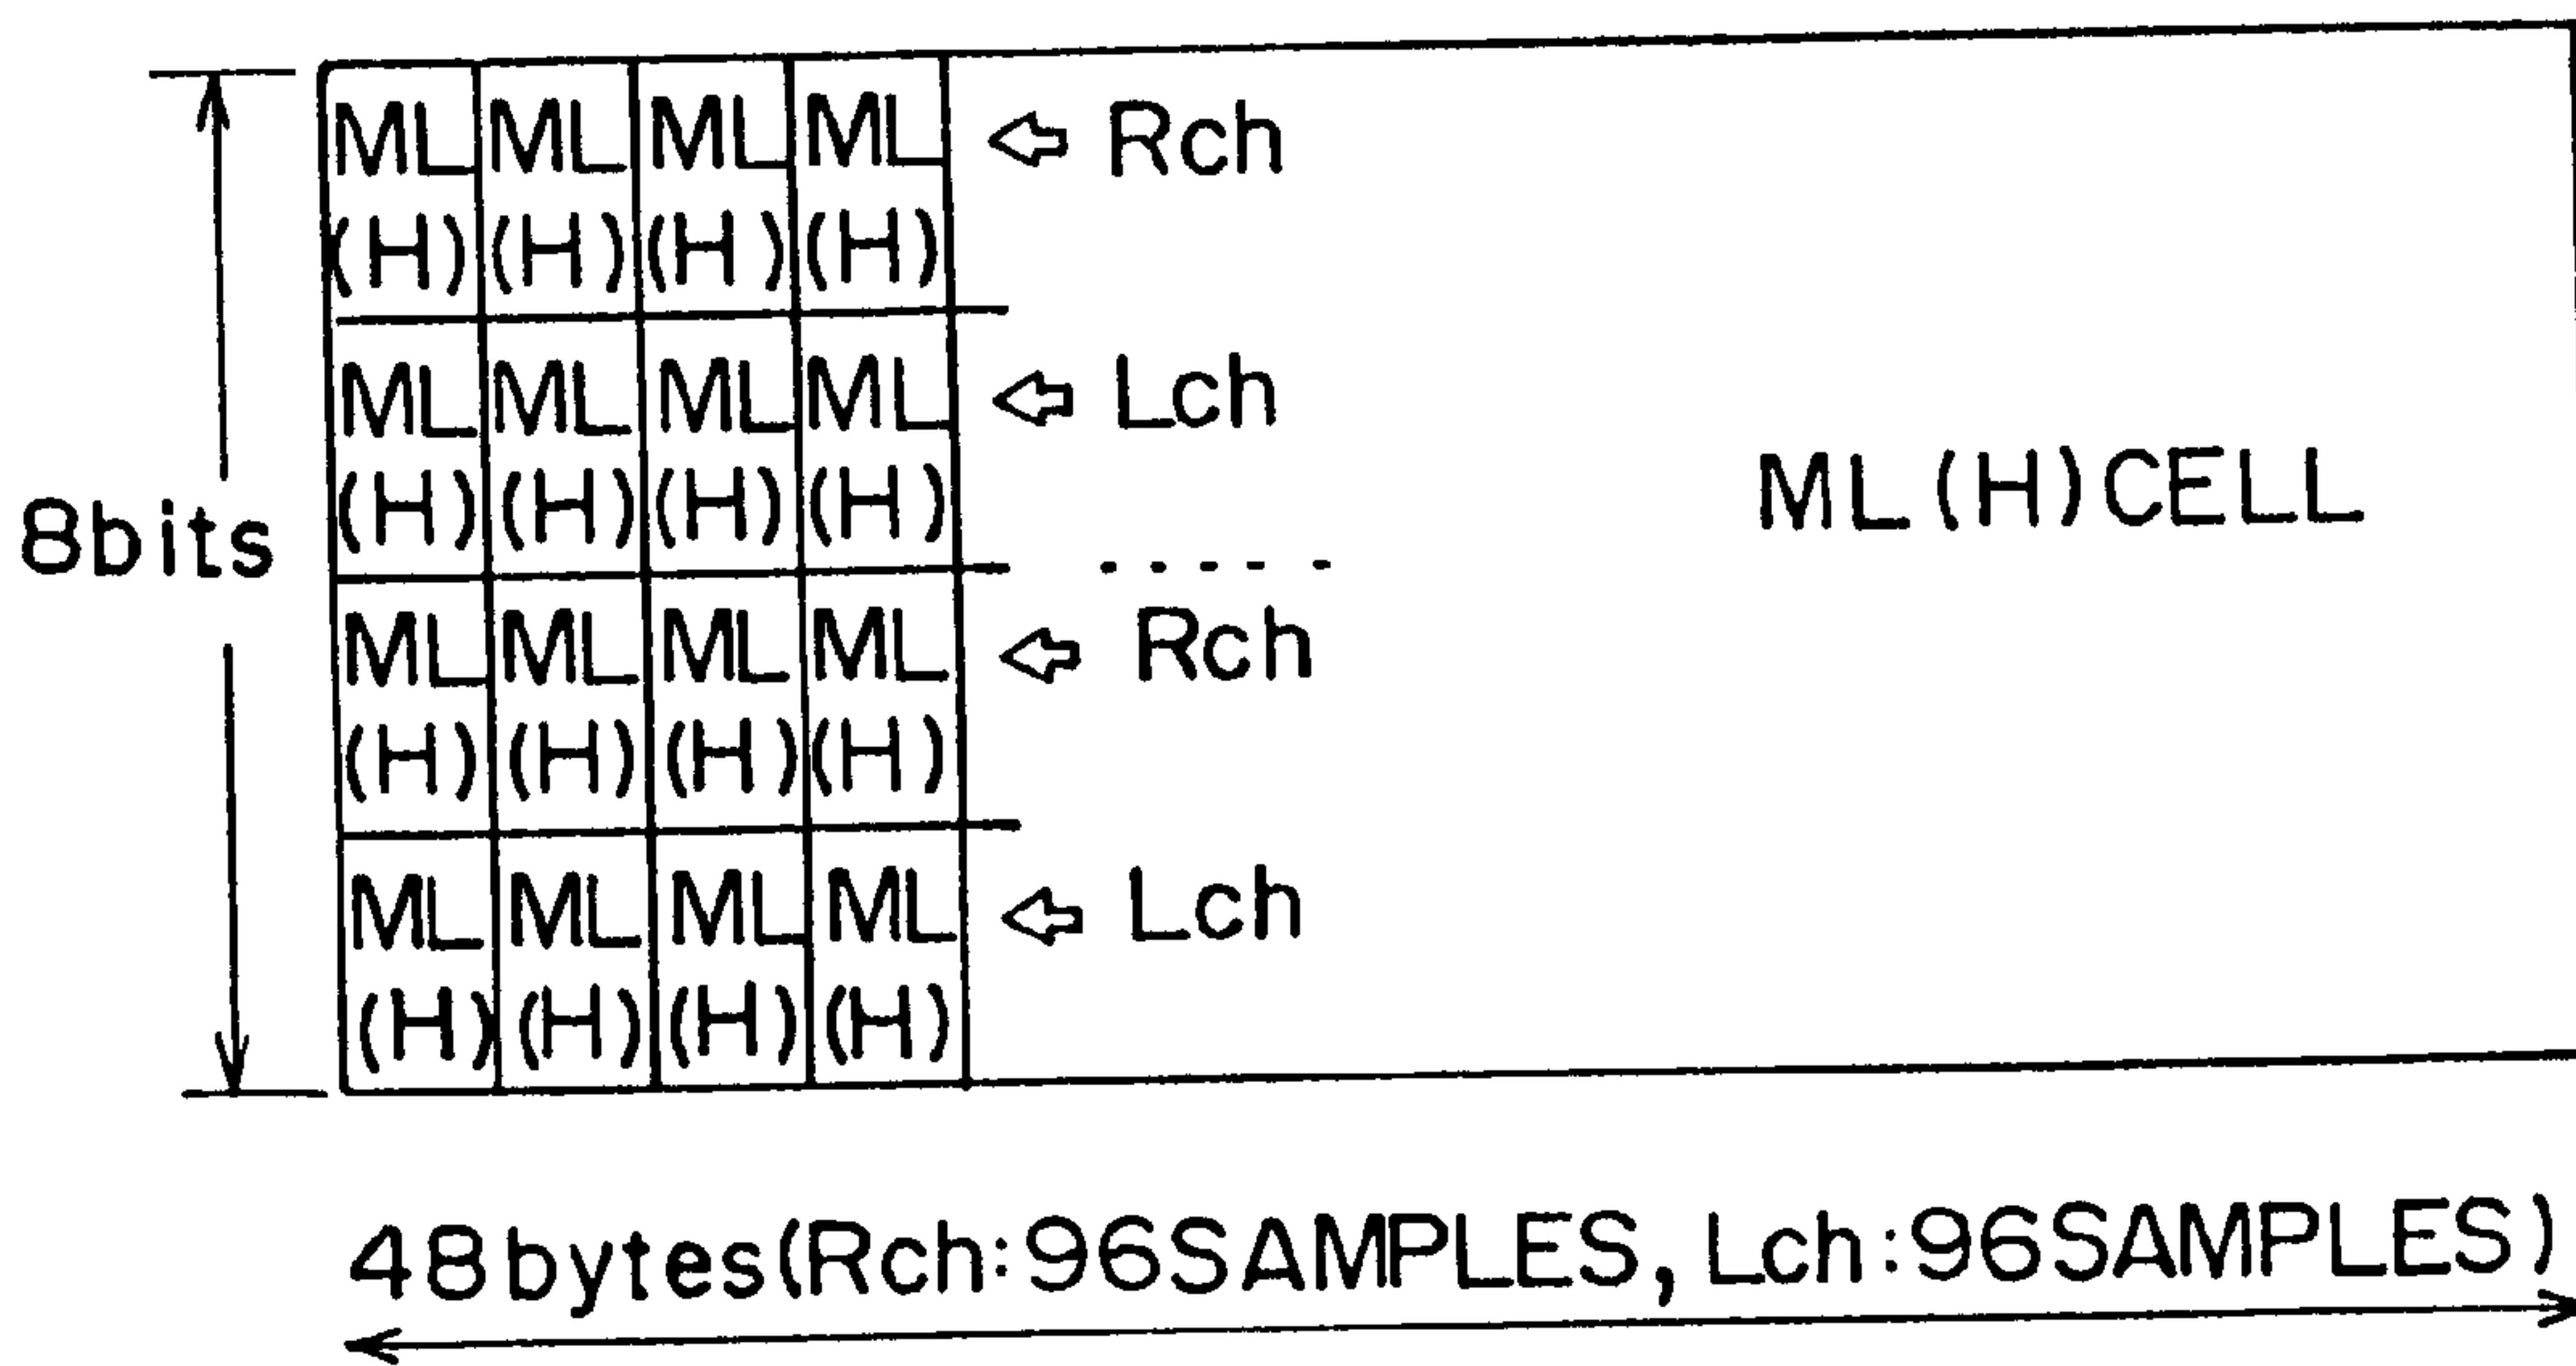 ML ML ML ML Rch
(H) (H) (H) (H)
ML ML ML ML Lch
(H) (H) (H) (H)
8bits
ML(H)CELL
ML ML ML ML Rch
(H) (H) (H) (H)
ML ML ML ML Lch
(H) (H) (H) (H)
48bytes(Rch:96SAMPLES, Lch:96SAMPLES)